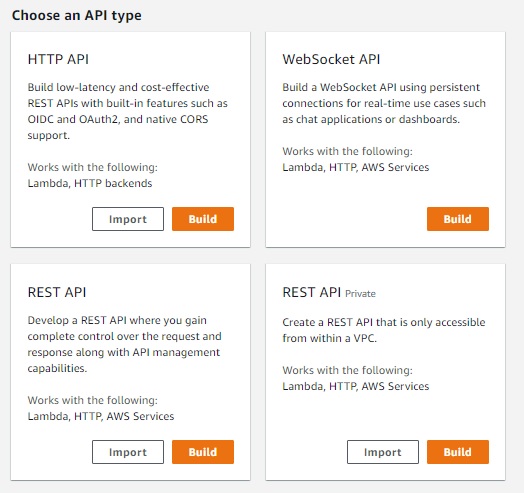 Choose an API type
HTTP API
Build low-latency and cost-effective
REST APIs with built-in features such as
OIDC and OAuth2, and native CORS
support.
Works with the following:
Lambda, HTTP backends
Import
Build
WebSocket API
Build a WebSocket API using persistent
connections for real-time use cases such
as chat applications or dashboards.
Works with the following:
Lambda, HTTP, AWS Services
Build
REST API
Develop a REST API where you gain
complete control over the request and
response along with API management
capabilities.
Works with the following:
Lambda, HTTP, AWS Services
Import
Build
REST API Private
Create a REST API that is only accessible
from within a VPC.
Works with the following:
Lambda, HTTP, AWS Services
Import
Build